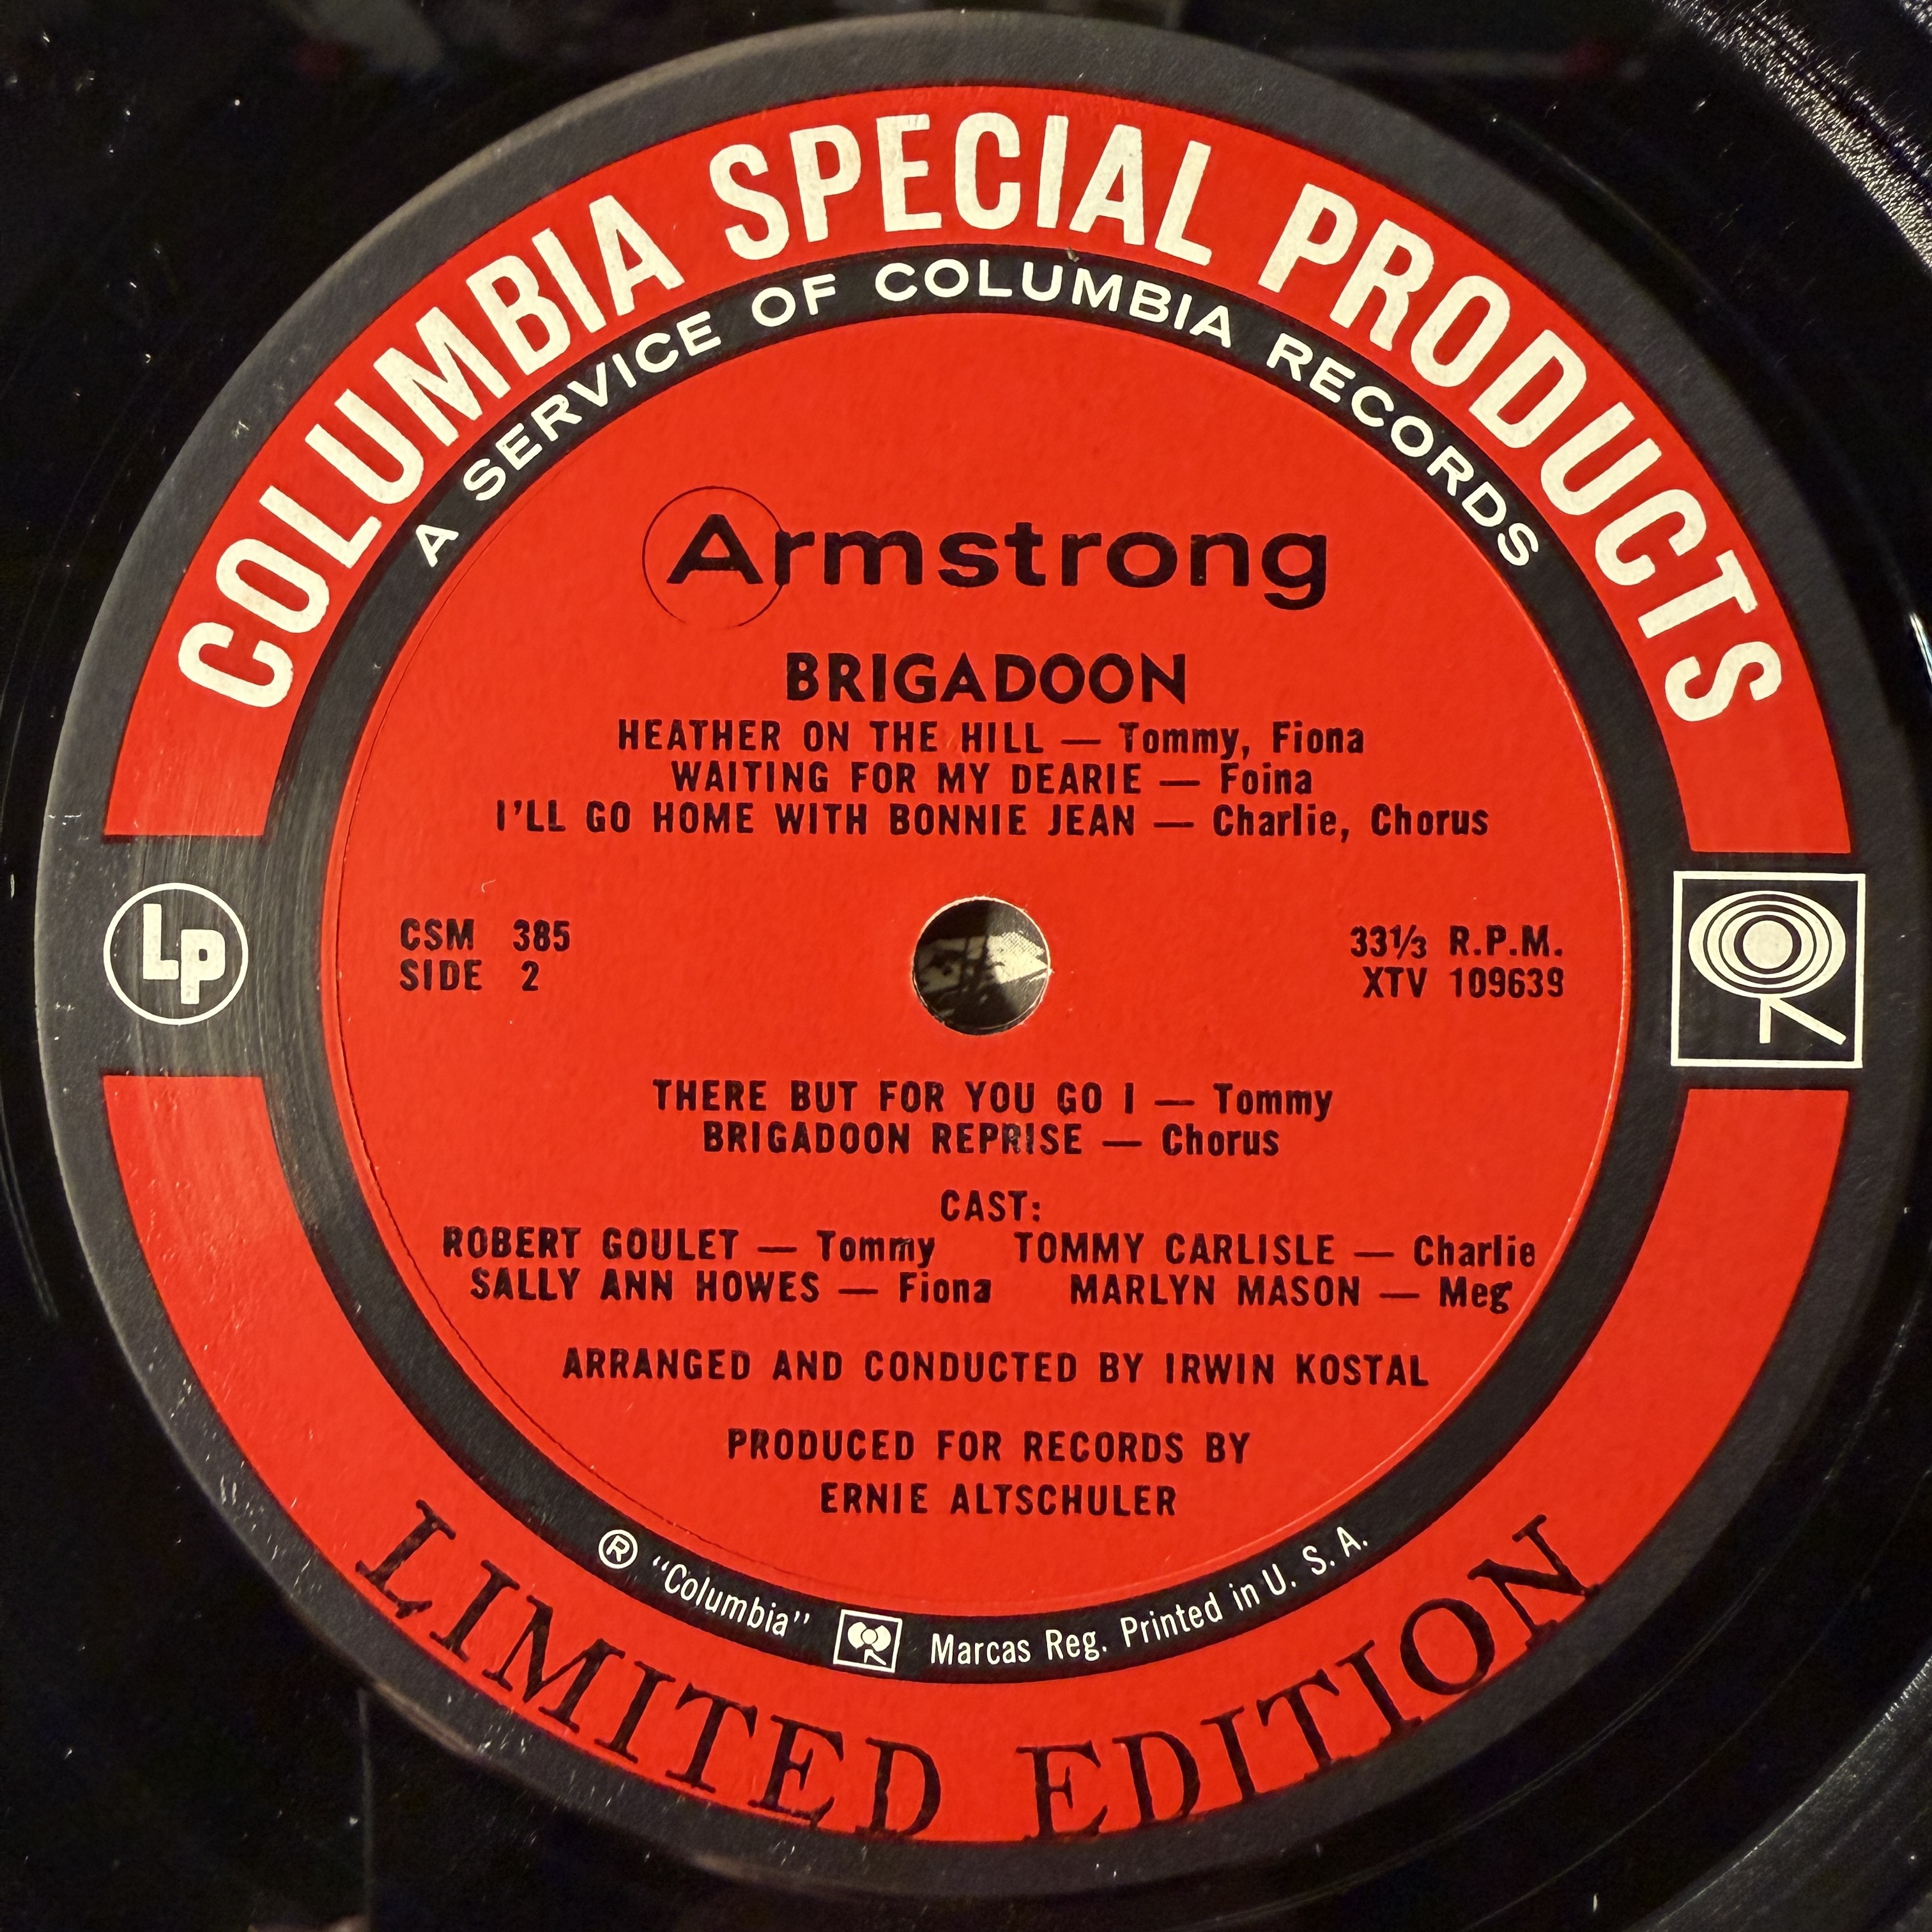 COLUMBIA SPECIAL PRODUCTS
A SERVICE OF COLUMBIA RECORDS
Armstrong
BRIGADOON
HEATHER ON THE HILL — Tommy, Fiona
WAITING FOR MY DEARIE — Foina
I'LL GO HOME WITH BONNIE JEAN — Charlie, Chorus
LP
CSM 385
SIDE 2
33⅓ R.P.M.
XTV 109639
THERE BUT FOR YOU GO I — Tommy
BRIGADOON REPRISE — Chorus
CAST:
ROBERT GOULET — Tommy TOMMY CARLISLE — Charlie
SALLY ANN HOWES — Fiona MARLYN MASON — Meg
ARRANGED AND CONDUCTED BY IRWIN KOSTAL
PRODUCED FOR RECORDS BY
ERNIE ALTSCHULER
® "Columbia" Marcas Reg. Printed in U. S. A.
LIMITED EDITION